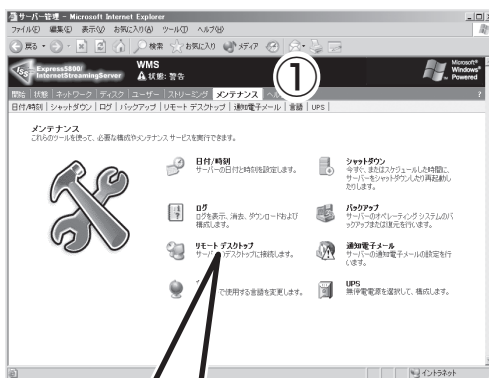 サーバー管理 - Microsoft Internet Explorer
ファイル(F) 編集(E) 表示(V) お気に入り(A) ツール(T) ヘルプ(H)
戻る 検索 お気に入り メディア
Express5800/
InternetStreamingServer
WMS
状態: 警告
Microsoft®
Windows®
Powered
①
開始 状態 ネットワーク ディスク ユーザー ストリーミング メンテナンス ?
日付/時刻 シャットダウン ログ バックアップ リモート デスクトップ 通知電子メール 言語 UPS
メンテナンス
これらのツールを使って、必要な構成やメンテナンス サービスを実行できます。
日付/時刻
サーバーの日付と時刻を設定します。
シャットダウン
今すぐ、またはスケジュールした時間に、
サーバーをシャットダウンしたり再起動し
たりします。
ログ
ログを表示、消去、ダウンロードおよび
構成します。
バックアップ
サーバーのオペレーティング システムのバ
ックアップまたは復元を行います。
リモート デスクトップ
サーバーのデスクトップに接続します。
通知電子メール
サーバーの通知電子メールの設定を行
います。
で使用する言語を変更します。
UPS
無停電電源を選択して、構成します。
イントラネット